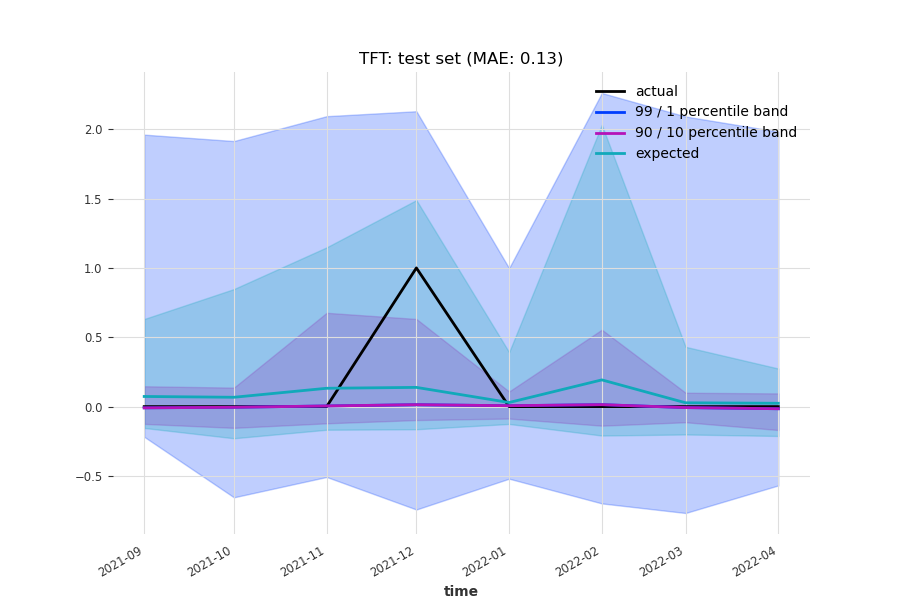 TFT: test set (MAE: 0.13)
actual
99 / 1 percentile band
90 / 10 percentile band
expected
2.0
1.5
1.0
0.5
0.0
−0.5
2021-09
2021-10
2021-11
2021-12
2022-01
2022-02
2022-03
2022-04
time